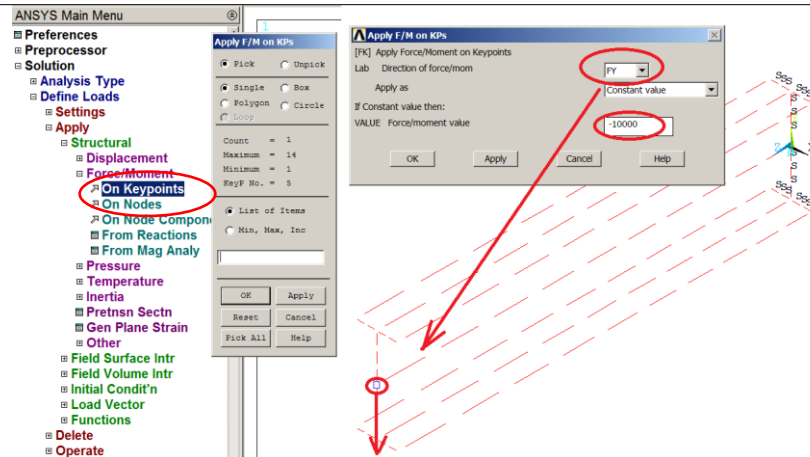 ANSYS Main Menu
Preferences
Preprocessor
Solution
Analysis Type
Define Loads
Settings
Apply
Structural
Displacement
Force/Moment
On Keypoints
On Nodes
On Node Compone
From Reactions
From Mag Analy
Pressure
Temperature
Inertia
Pretnsn Sectn
Gen Plane Strain
Other
Field Surface Intr
Field Volume Intr
Initial Condit'n
Load Vector
Functions
Delete
Operate
1
Apply F/M on KPs
Pick Unpick
Single Box
Polygon Circle
Loop
Count = 1
Maximum = 14
Minimum = 1
KeyP No. = 5
List of Items
Min, Max, Inc
OK Apply
Reset Cancel
Pick All Help
Apply F/M on KPs
[FK] Apply Force/Moment on Keypoints
Lab Direction of force/mom FY
Apply as Constant value
If Constant value then:
VALUE Force/moment value -10000
OK Apply Cancel Help